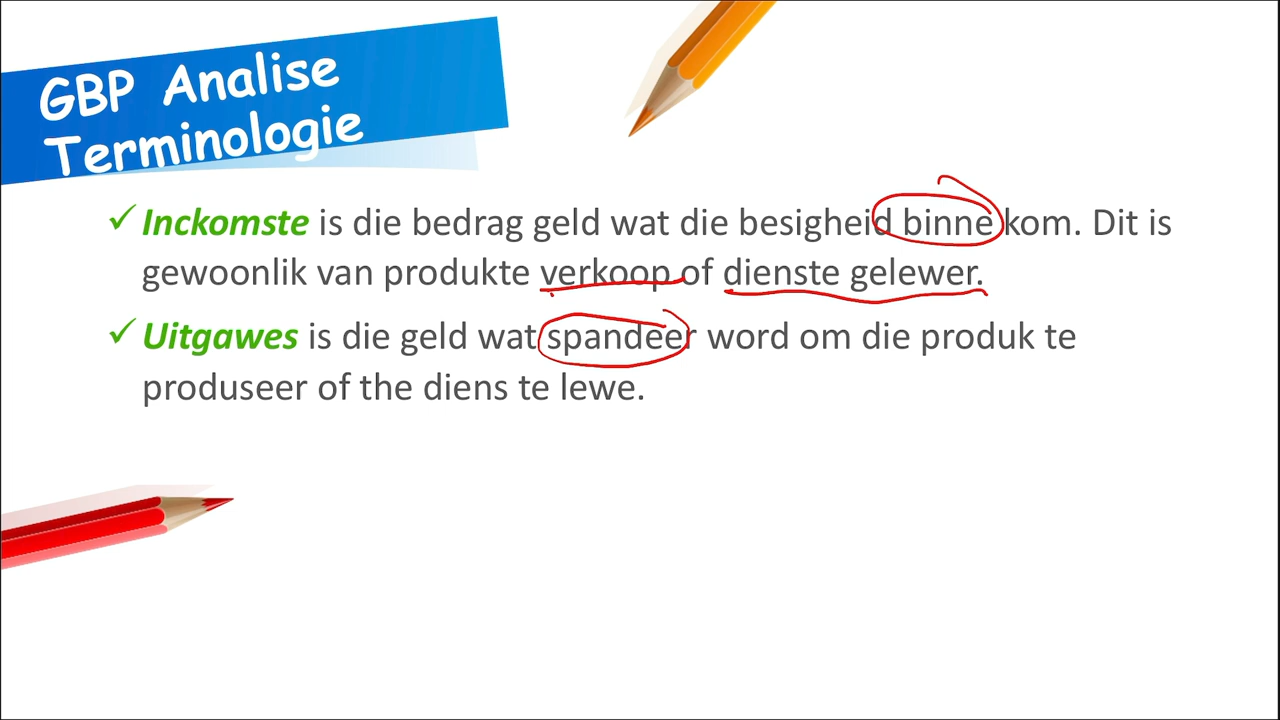 GBP Analise
Terminologie
Inckomste is die bedrag geld wat die besigheid binne kom. Dit is
gewoonlik van produkte verkoop of dienste gelewer.
Uitgawes is die geld wat spandeer word om die produk te
produseer of the diens te lewe.